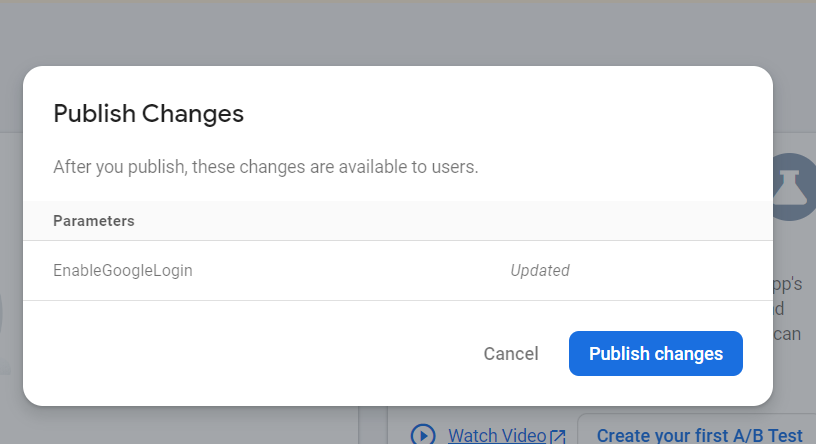 Publish Changes
After you publish, these changes are available to users.
Parameters
EnableGoogleLogin Updated
Cancel Publish changes
can
Watch Video Create your first A/B Test